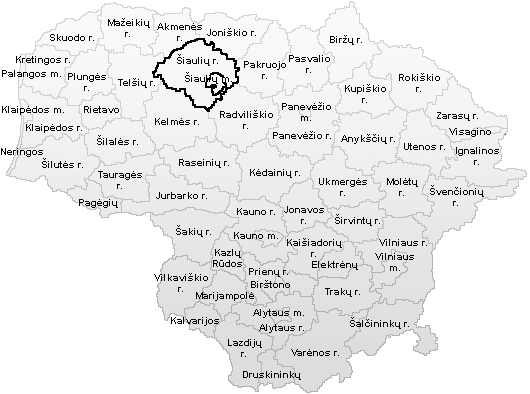 Mažeikių
r.
Akmenės
r.
Skuodo r.
Joniškio r.
Biržų r.
Kretingos r.
Šiaulių r.
Pakruojo
r.
Pasvalio
r.
Palangos m.
Plungės
r.
Telšių r.
Šiaulių m.
Rokiškio
r.
Kupiškio
r.
Klaipėdos m.
Rietavo
Radviliškio
r.
Panevėžio
m.
Zarasų r.
Klaipėdos r.
Kelmės r.
Panevėžio r.
Anykščių r.
Visagino
Šilalės r.
Utenos r.
Ignalinos
r.
Neringos
Šilutės r.
Raseinių r.
Tauragės
r.
Kėdainių r.
Ukmergės
r.
Molėtų
r.
Švenčionių
r.
Jurbarko r.
Pagėgių
Kauno r.
Jonavos
r.
Širvintų r.
Šakių r.
Kauno m.
Kaišiadorių
r.
Vilniaus r.
Kazlų
Rūdos
Elektrėnų
Vilniaus
m.
Vilkaviškio
r.
Prienų r.
Birštono
Marijampolė
Trakų r.
Kalvarijos
Alytaus m.
Alytaus r.
Šalčininkų r.
Lazdijų
r.
Varėnos r.
Druskininkų